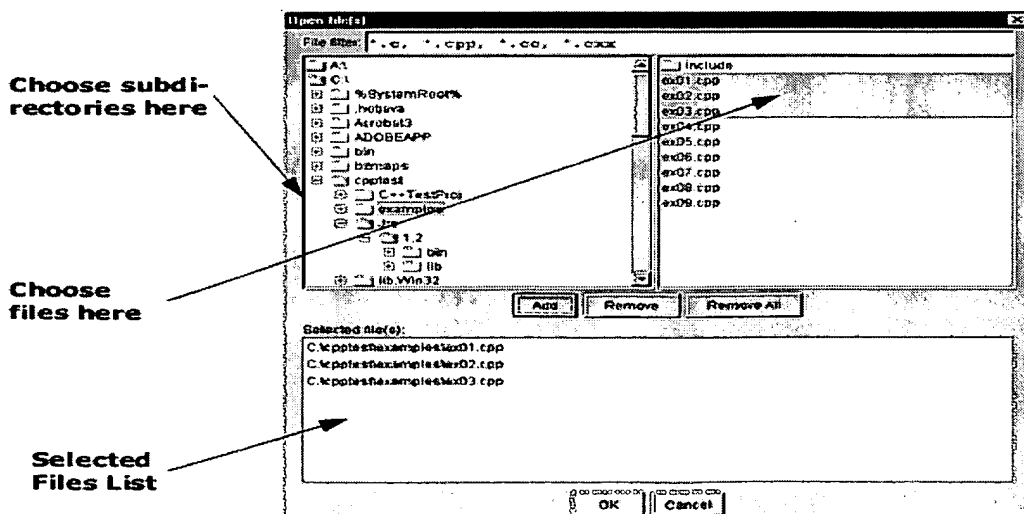 Open file(s)
File filter: *.c, *.cpp, *.cc, *.cxx
Choose subdi-
rectories here
A:\
C:\
%SystemRoot%
.hotjava
Acrobat3
ADOBEAPP
bin
bitmaps
cpptest
C++TestPros
examples
Jre
1.2
bin
lib
lib.Win32
include
ex01.cpp
ex02.cpp
ex03.cpp
ex04.cpp
ex05.cpp
ex06.cpp
ex07.cpp
ex08.cpp
ex09.cpp
Choose
files here
Add Remove Remove All
Selected file(s):
C:\cpptest\examples\ex01.cpp
C:\cpptest\examples\ex02.cpp
C:\cpptest\examples\ex03.cpp
Selected
Files List
OK Cancel